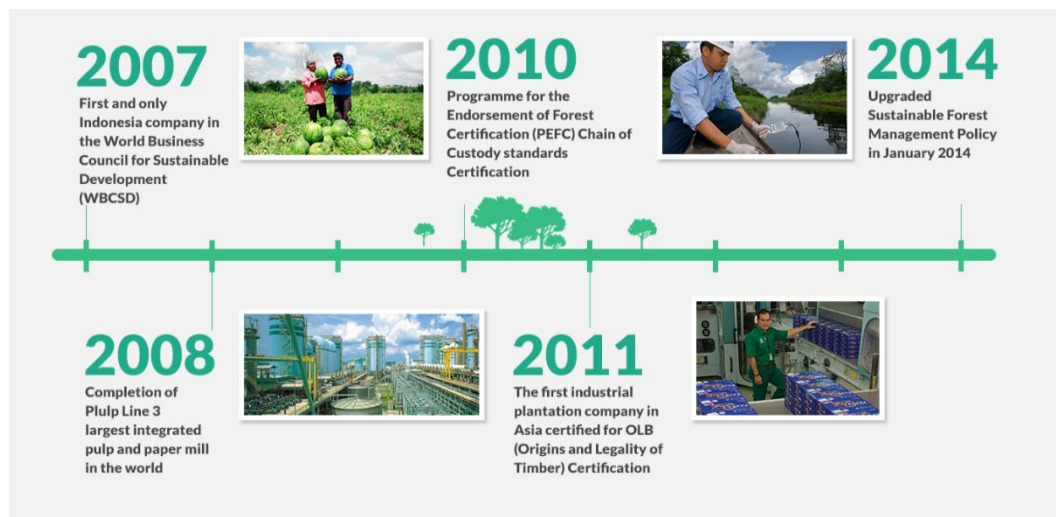 2007
First and only
Indonesia company in
the World Business
Council for Sustainable
Development
(WBCSD)
2010
Programme for the
Endorsement of Forest
Certification (PEFC) Chain of
Custody standards
Certification
2014
Upgraded
Sustainable Forest
Management Policy
in January 2014
2008
Completion of
Plulp Line 3
largest integrated
pulp and paper mill
in the world
2011
The first industrial
plantation company in
Asia certified for OLB
(Origins and Legality of
Timber) Certification